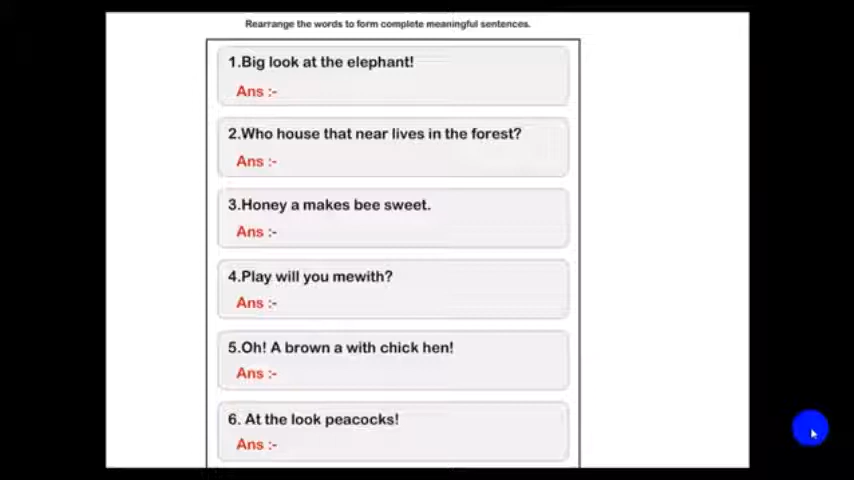 Rearrange the words to form complete meaningful sentences.
1.Big look at the elephant!
Ans :-
2.Who house that near lives in the forest?
Ans :-
3.Honey a makes bee sweet.
Ans :-
4.Play will you mewith?
Ans :-
5.Oh! A brown a with chick hen!
Ans :-
6. At the look peacocks!
Ans :-